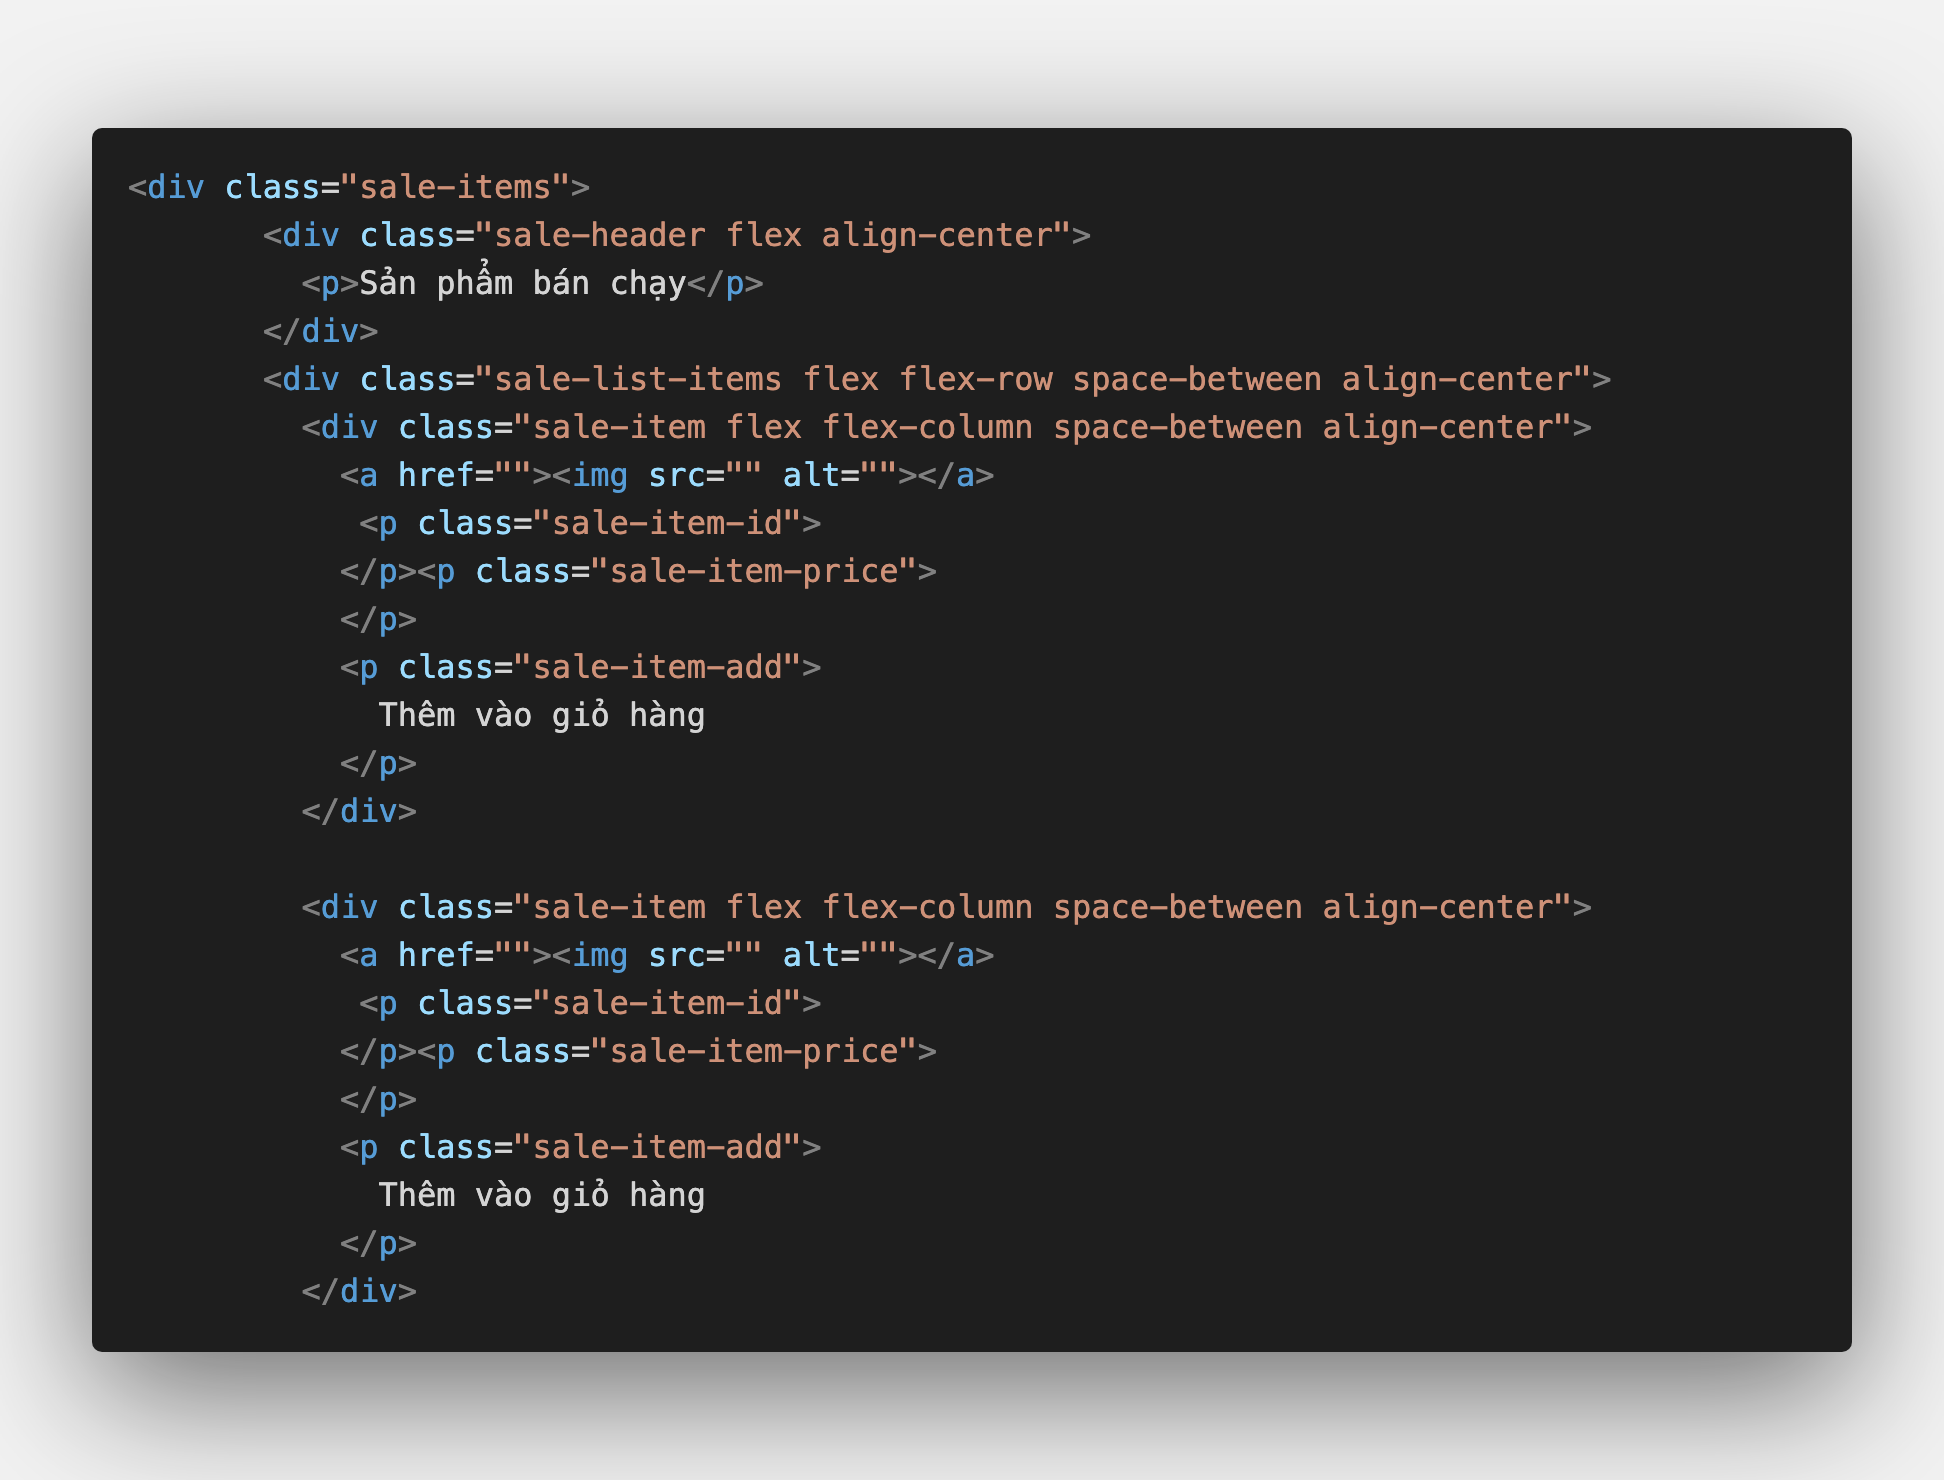 <div class="sale-items">
       <div class="sale-header flex align-center">
         <p>Sản phẩm bán chạy</p>
       </div>
       <div class="sale-list-items flex flex-row space-between align-center">
         <div class="sale-item flex flex-column space-between align-center">
           <a href=""><img src="" alt=""></a>
            <p class="sale-item-id">
           </p><p class="sale-item-price">
           </p>
           <p class="sale-item-add">
             Thêm vào giỏ hàng
           </p>
         </div>

         <div class="sale-item flex flex-column space-between align-center">
           <a href=""><img src="" alt=""></a>
            <p class="sale-item-id">
           </p><p class="sale-item-price">
           </p>
           <p class="sale-item-add">
             Thêm vào giỏ hàng
           </p>
         </div>